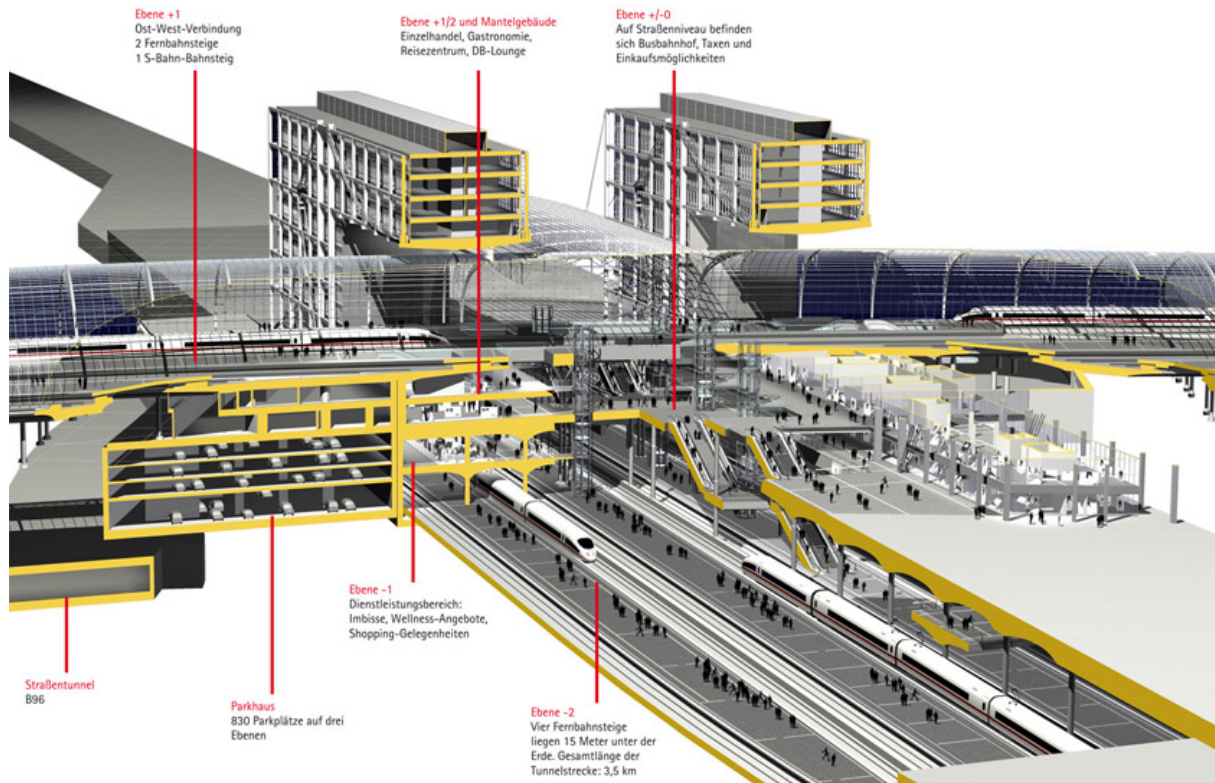 Ebene +1
Ost-West-Verbindung
2 Fernbahnsteige
1 S-Bahn-Bahnsteig
Ebene +1/2 und Mantelgebäude
Einzelhandel, Gastronomie,
Reisezentrum, DB-Lounge
Ebene +/-0
Auf Straßenniveau befinden
sich Busbahnhof, Taxen und
Einkaufsmöglichkeiten
Ebene -1
Dienstleistungsbereich:
Imbisse, Wellness-Angebote,
Shopping-Gelegenheiten
Straßentunnel
B96
Parkhaus
830 Parkplätze auf drei
Ebenen
Ebene -2
Vier Fernbahnsteige
liegen 15 Meter unter der
Erde. Gesamtlänge der
Tunnelstrecke: 3,5 km